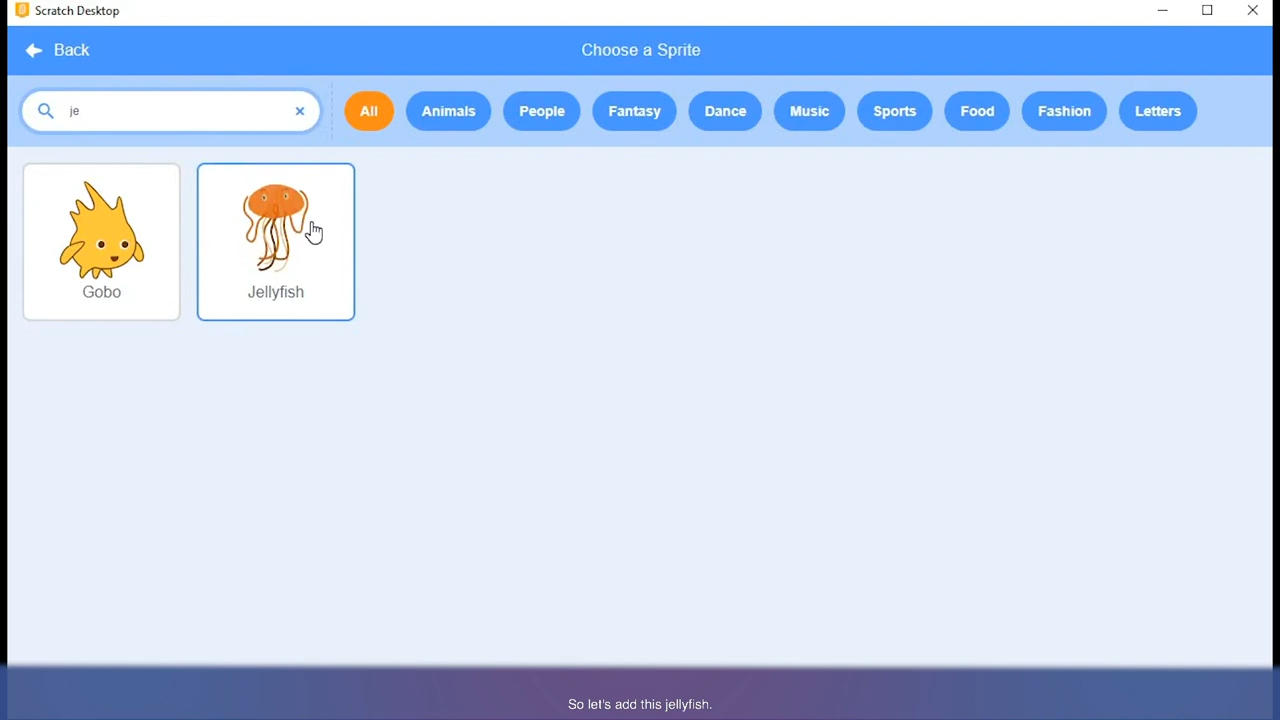 Scratch Desktop
Back
Choose a Sprite
je
All
Animals
People
Fantasy
Dance
Music
Sports
Food
Fashion
Letters
Gobo
Jellyfish
So let's add this jellyfish.